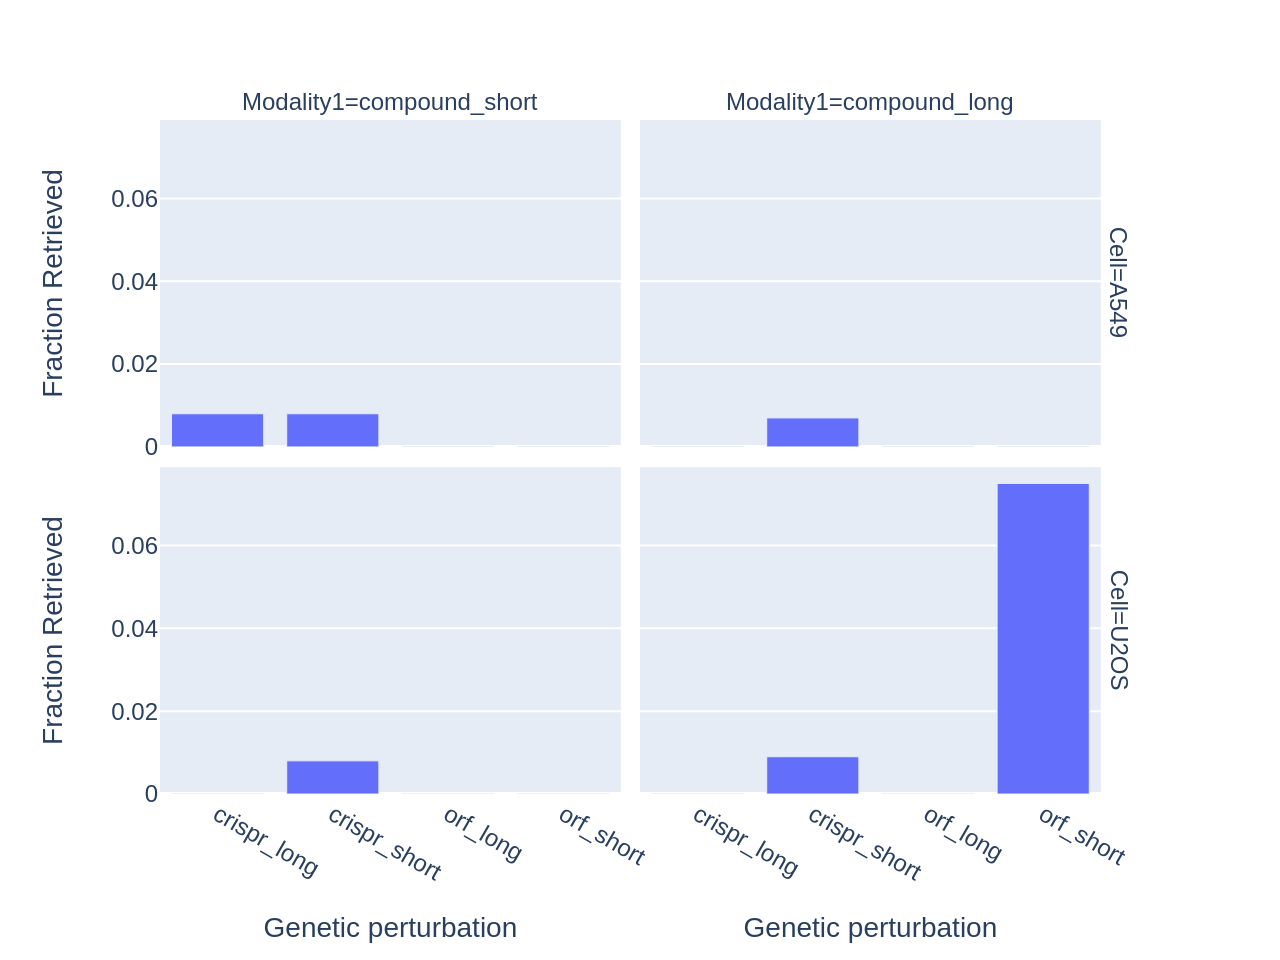 Modality1=compound_short
Modality1=compound_long
Fraction Retrieved
0.06
0.04
0.02
0
Cell=A549
Fraction Retrieved
0.06
0.04
0.02
0
Cell=U2OS
crispr_long
crispr_short
orf_long
orf_short
crispr_long
crispr_short
orf_long
orf_short
Genetic perturbation
Genetic perturbation